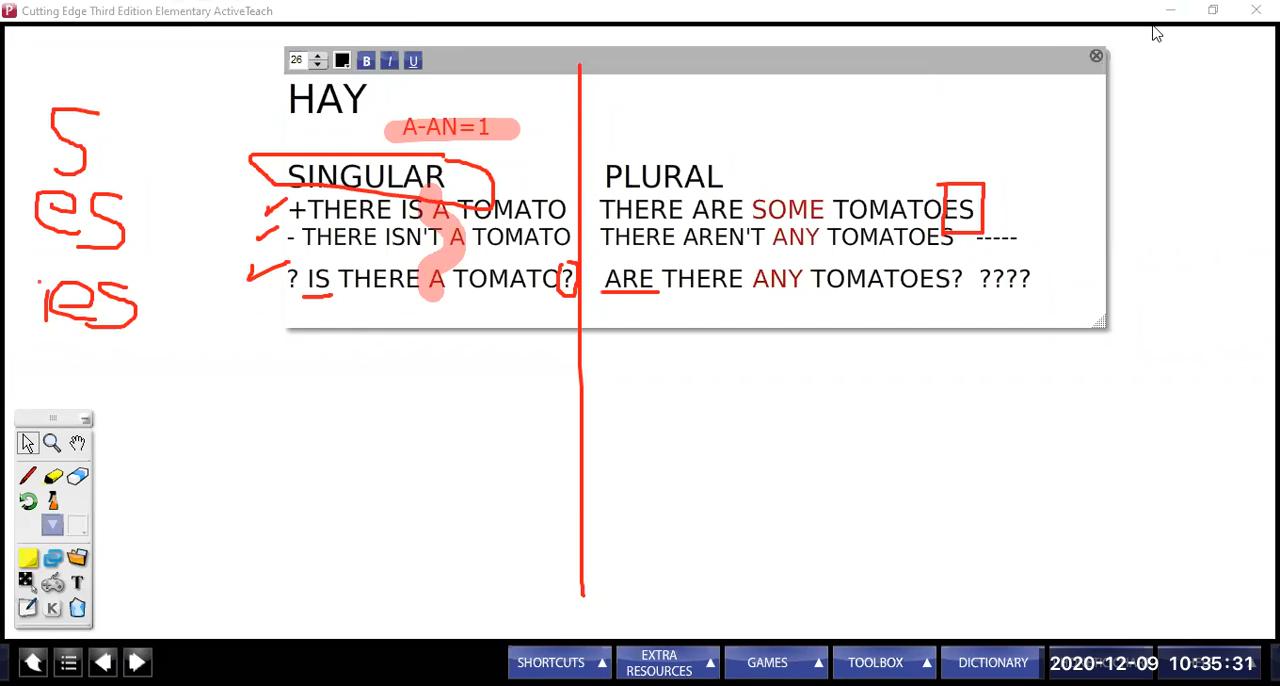 Cutting Edge Third Edition Elementary ActiveTeach
26 B I U
HAY
A-AN=1
SINGULAR
+THERE IS A TOMATO
- THERE ISN'T A TOMATO
? IS THERE A TOMATO?
PLURAL
THERE ARE SOME TOMATOES
THERE AREN'T ANY TOMATOES -----
ARE THERE ANY TOMATOES? ????
S
es
ies
T
K
SHORTCUTS
EXTRA RESOURCES
GAMES
TOOLBOX
DICTIONARY
2020-12-09 10:35:31